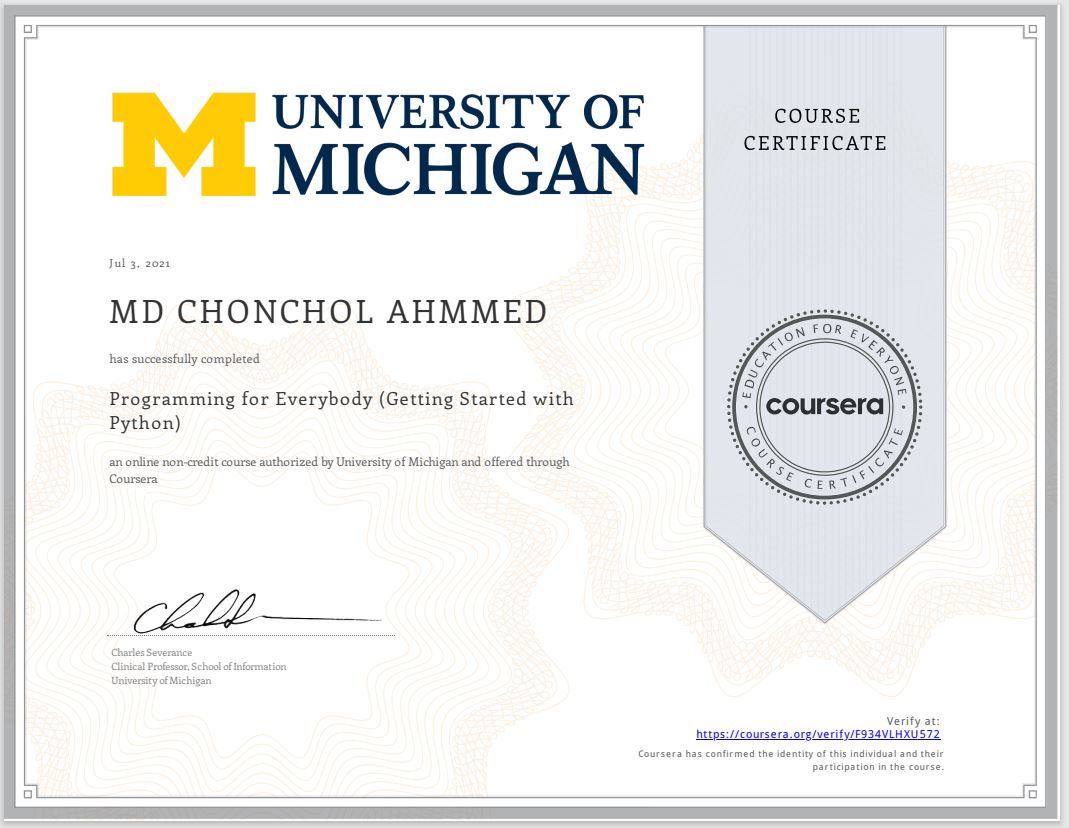 UNIVERSITY OF
MICHIGAN
COURSE
CERTIFICATE
Jul 3, 2021
MD CHONCHOL AHMMED
has successfully completed
Programming for Everybody (Getting Started with
Python)
an online non-credit course authorized by University of Michigan and offered through
Coursera
EDUCATION FOR EVERYONE
coursera
COURSE CERTIFICATE
Charles Severance
Clinical Professor, School of Information
University of Michigan
Verify at:
https://coursera.org/verify/F934VLHXU572
Coursera has confirmed the identity of this individual and their
participation in the course.